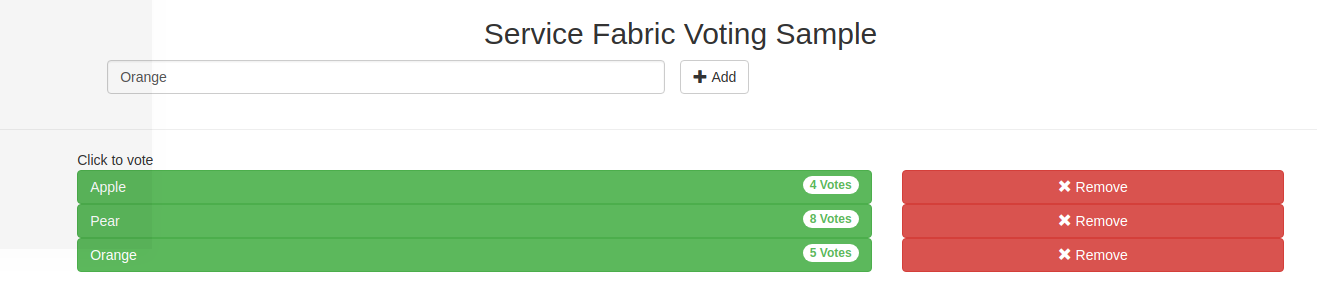 Service Fabric Voting Sample
Orange Add
Click to vote
Apple 4 Votes Remove
Pear 8 Votes Remove
Orange 5 Votes Remove